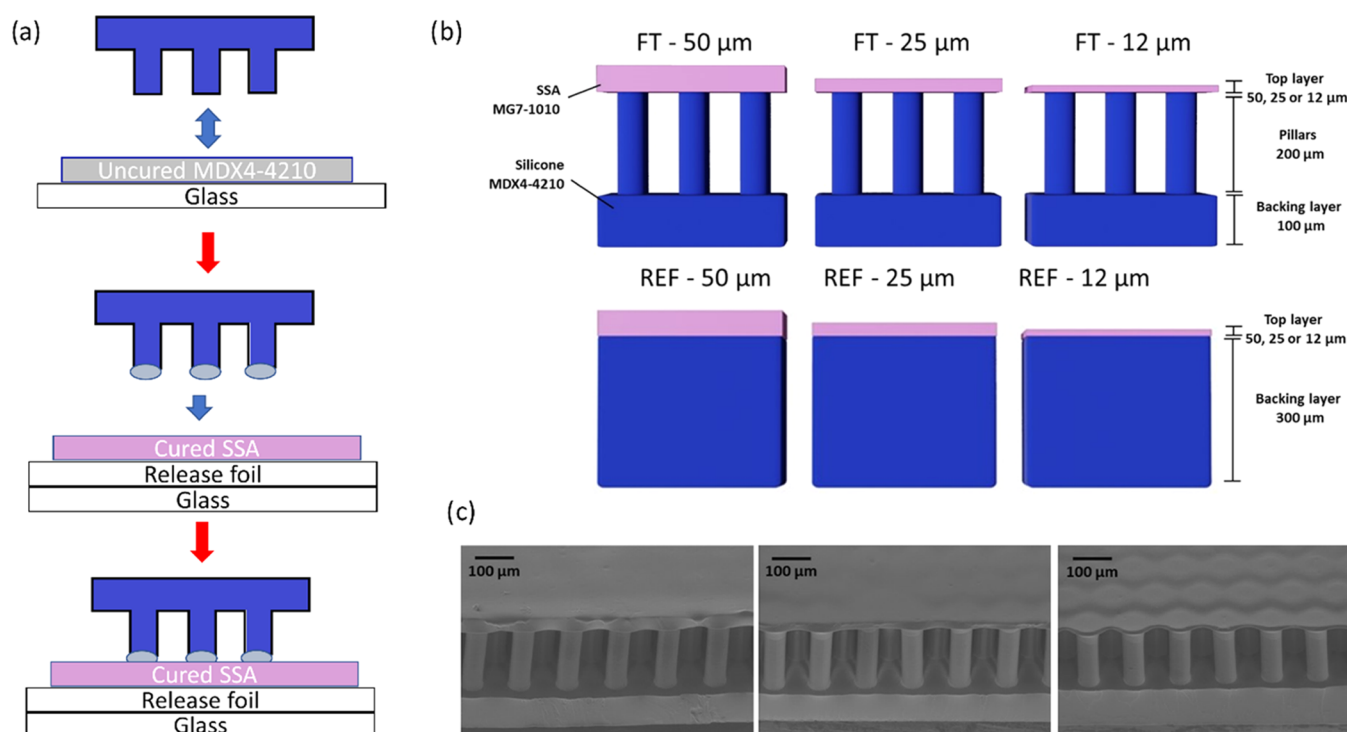 (a)
Uncured MDX4-4210
Glass
Cured SSA
Release foil
Glass
Cured SSA
Release foil
Glass
(b)
FT - 50 µm
FT - 25 µm
FT - 12 µm
SSA
MG7-1010
Silicone
MDX4-4210
Top layer
50, 25 or 12 µm
Pillars
200 µm
Backing layer
100 µm
REF - 50 µm
REF - 25 µm
REF - 12 µm
Top layer
50, 25 or 12 µm
Backing layer
300 µm
(c)
100 µm
100 µm
100 µm